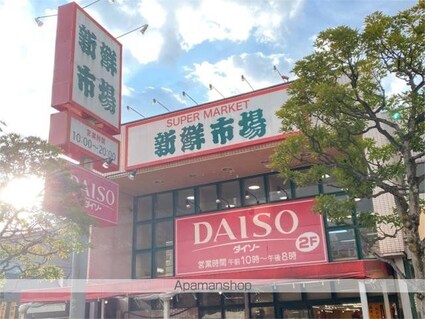 新鮮市場
営業時間
10:00~20:00
DAISO
ダイソー
SUPER MARKET
新鮮市場
DAISO
ダイソー
2F
営業時間 午前10時～午後8時
Apamanshop